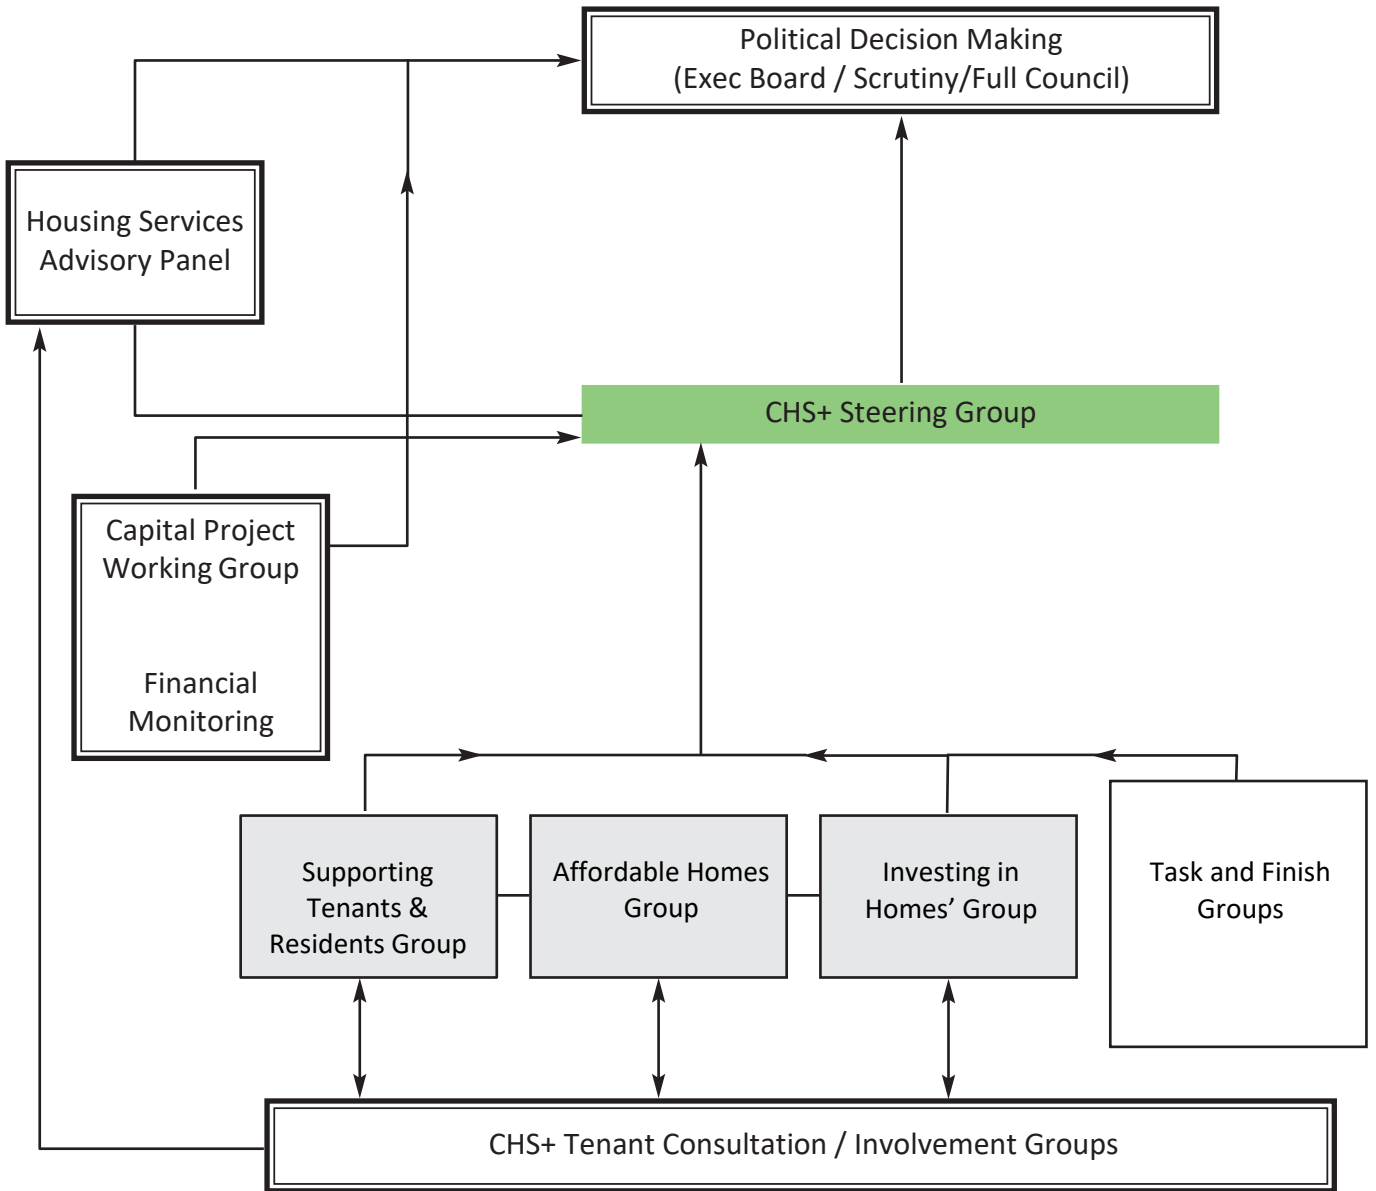 Political Decision Making
(Exec Board / Scrutiny/Full Council)
Housing Services
Advisory Panel
CHS+ Steering Group
Capital Project
Working Group
Financial
Monitoring
Supporting
Tenants &
Residents Group
Affordable Homes
Group
Investing in
Homes’ Group
Task and Finish
Groups
CHS+ Tenant Consultation / Involvement Groups